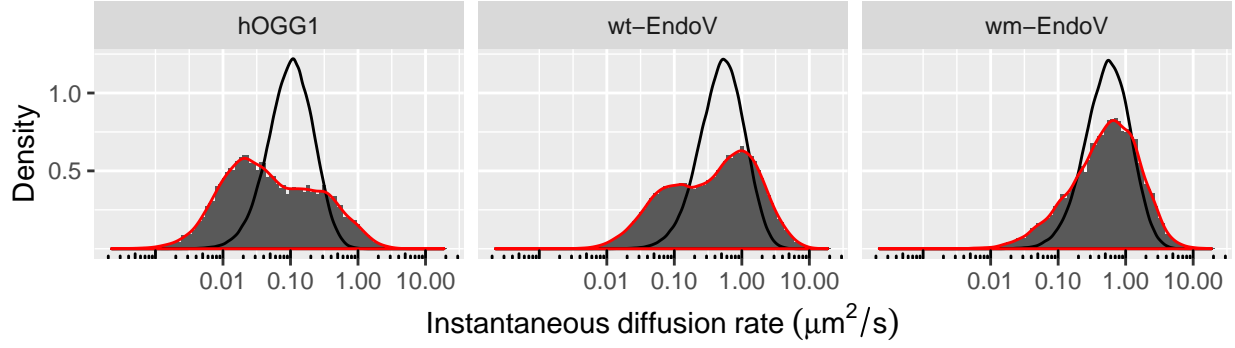 hOGG1 wt−EndoV wm−EndoV
Density
1.0
0.5
0.01 0.10 1.00 10.00 0.01 0.10 1.00 10.00 0.01 0.10 1.00 10.00
Instantaneous diffusion rate (μm²/s)